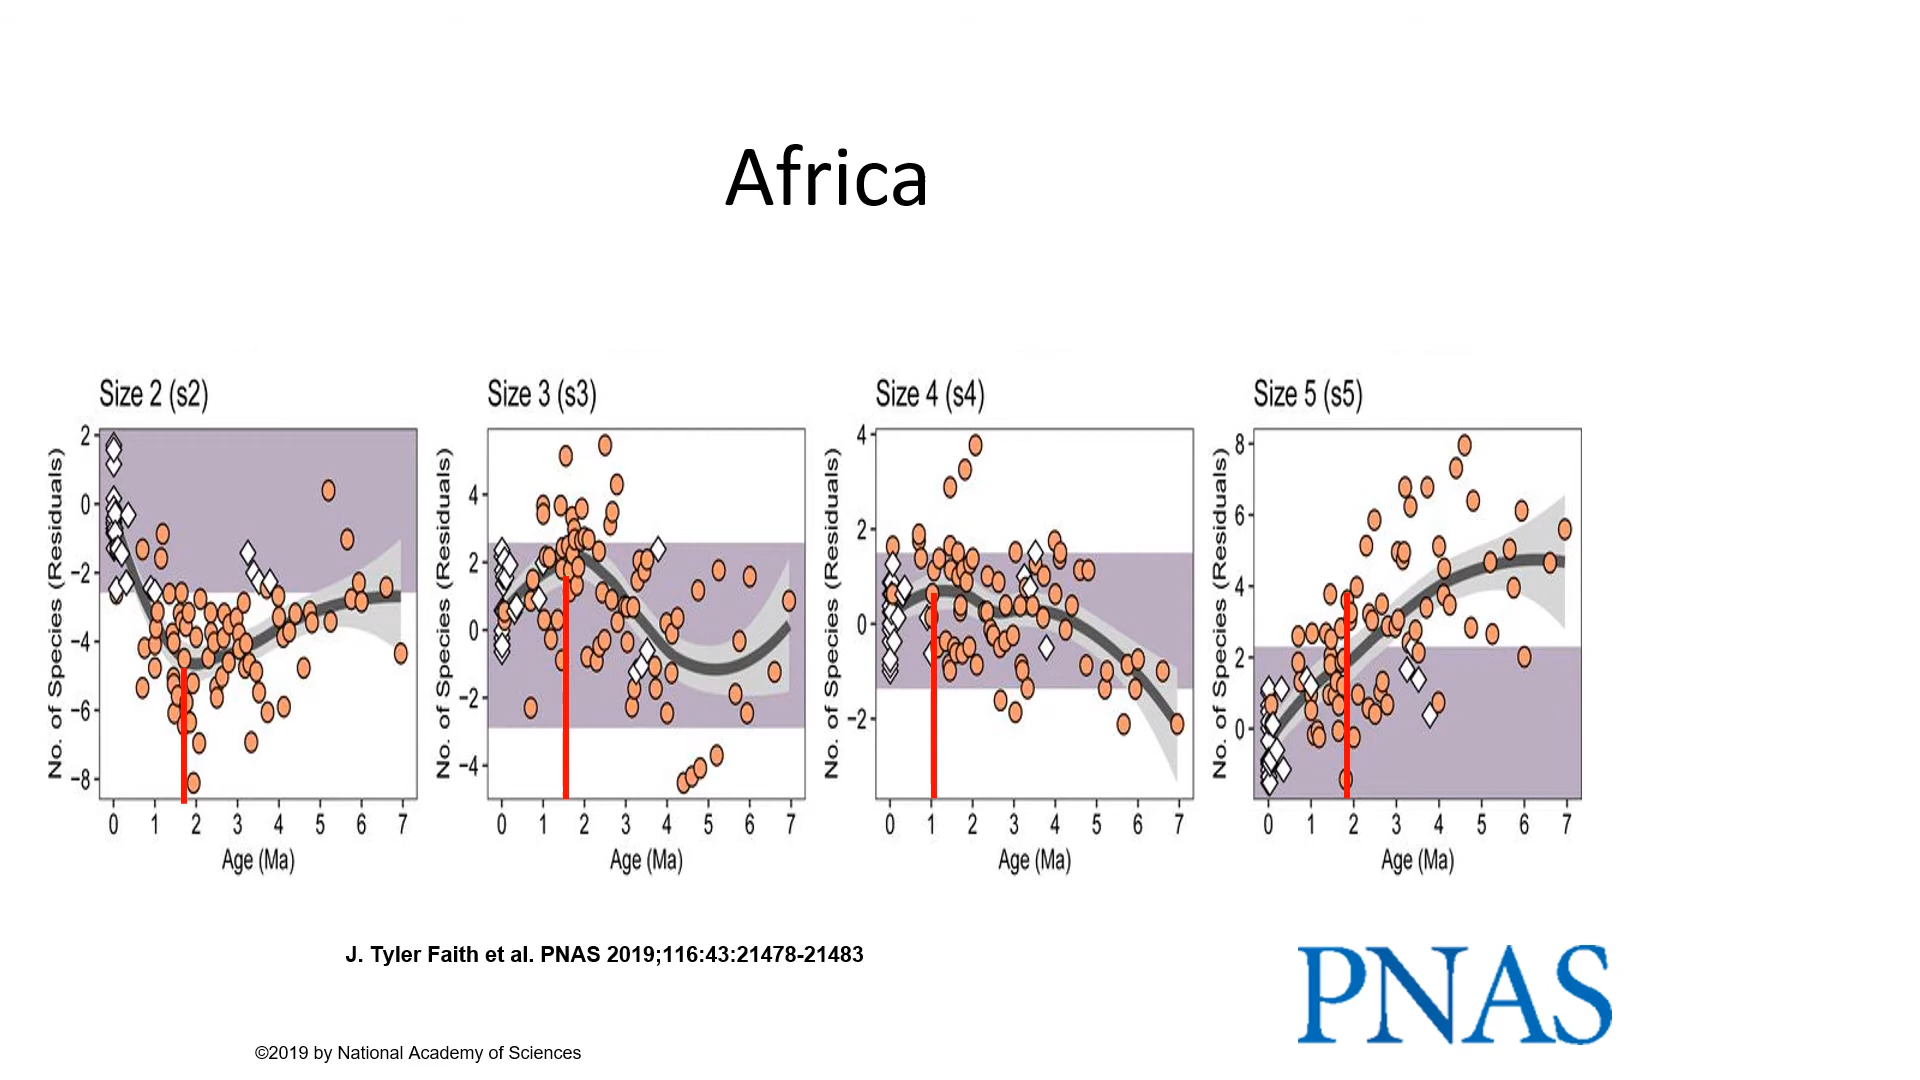 Africa
Size 2 (s2)
Size 3 (s3)
Size 4 (s4)
Size 5 (s5)
No. of Species (Residuals)
2
0
−2
−4
−6
−8
0 1 2 3 4 5 6 7
Age (Ma)
No. of Species (Residuals)
4
2
0
−2
−4
0 1 2 3 4 5 6 7
Age (Ma)
No. of Species (Residuals)
4
2
0
−2
0 1 2 3 4 5 6 7
Age (Ma)
No. of Species (Residuals)
8
6
4
2
0
0 1 2 3 4 5 6 7
Age (Ma)
J. Tyler Faith et al. PNAS 2019;116:43:21478-21483
PNAS
©2019 by National Academy of Sciences